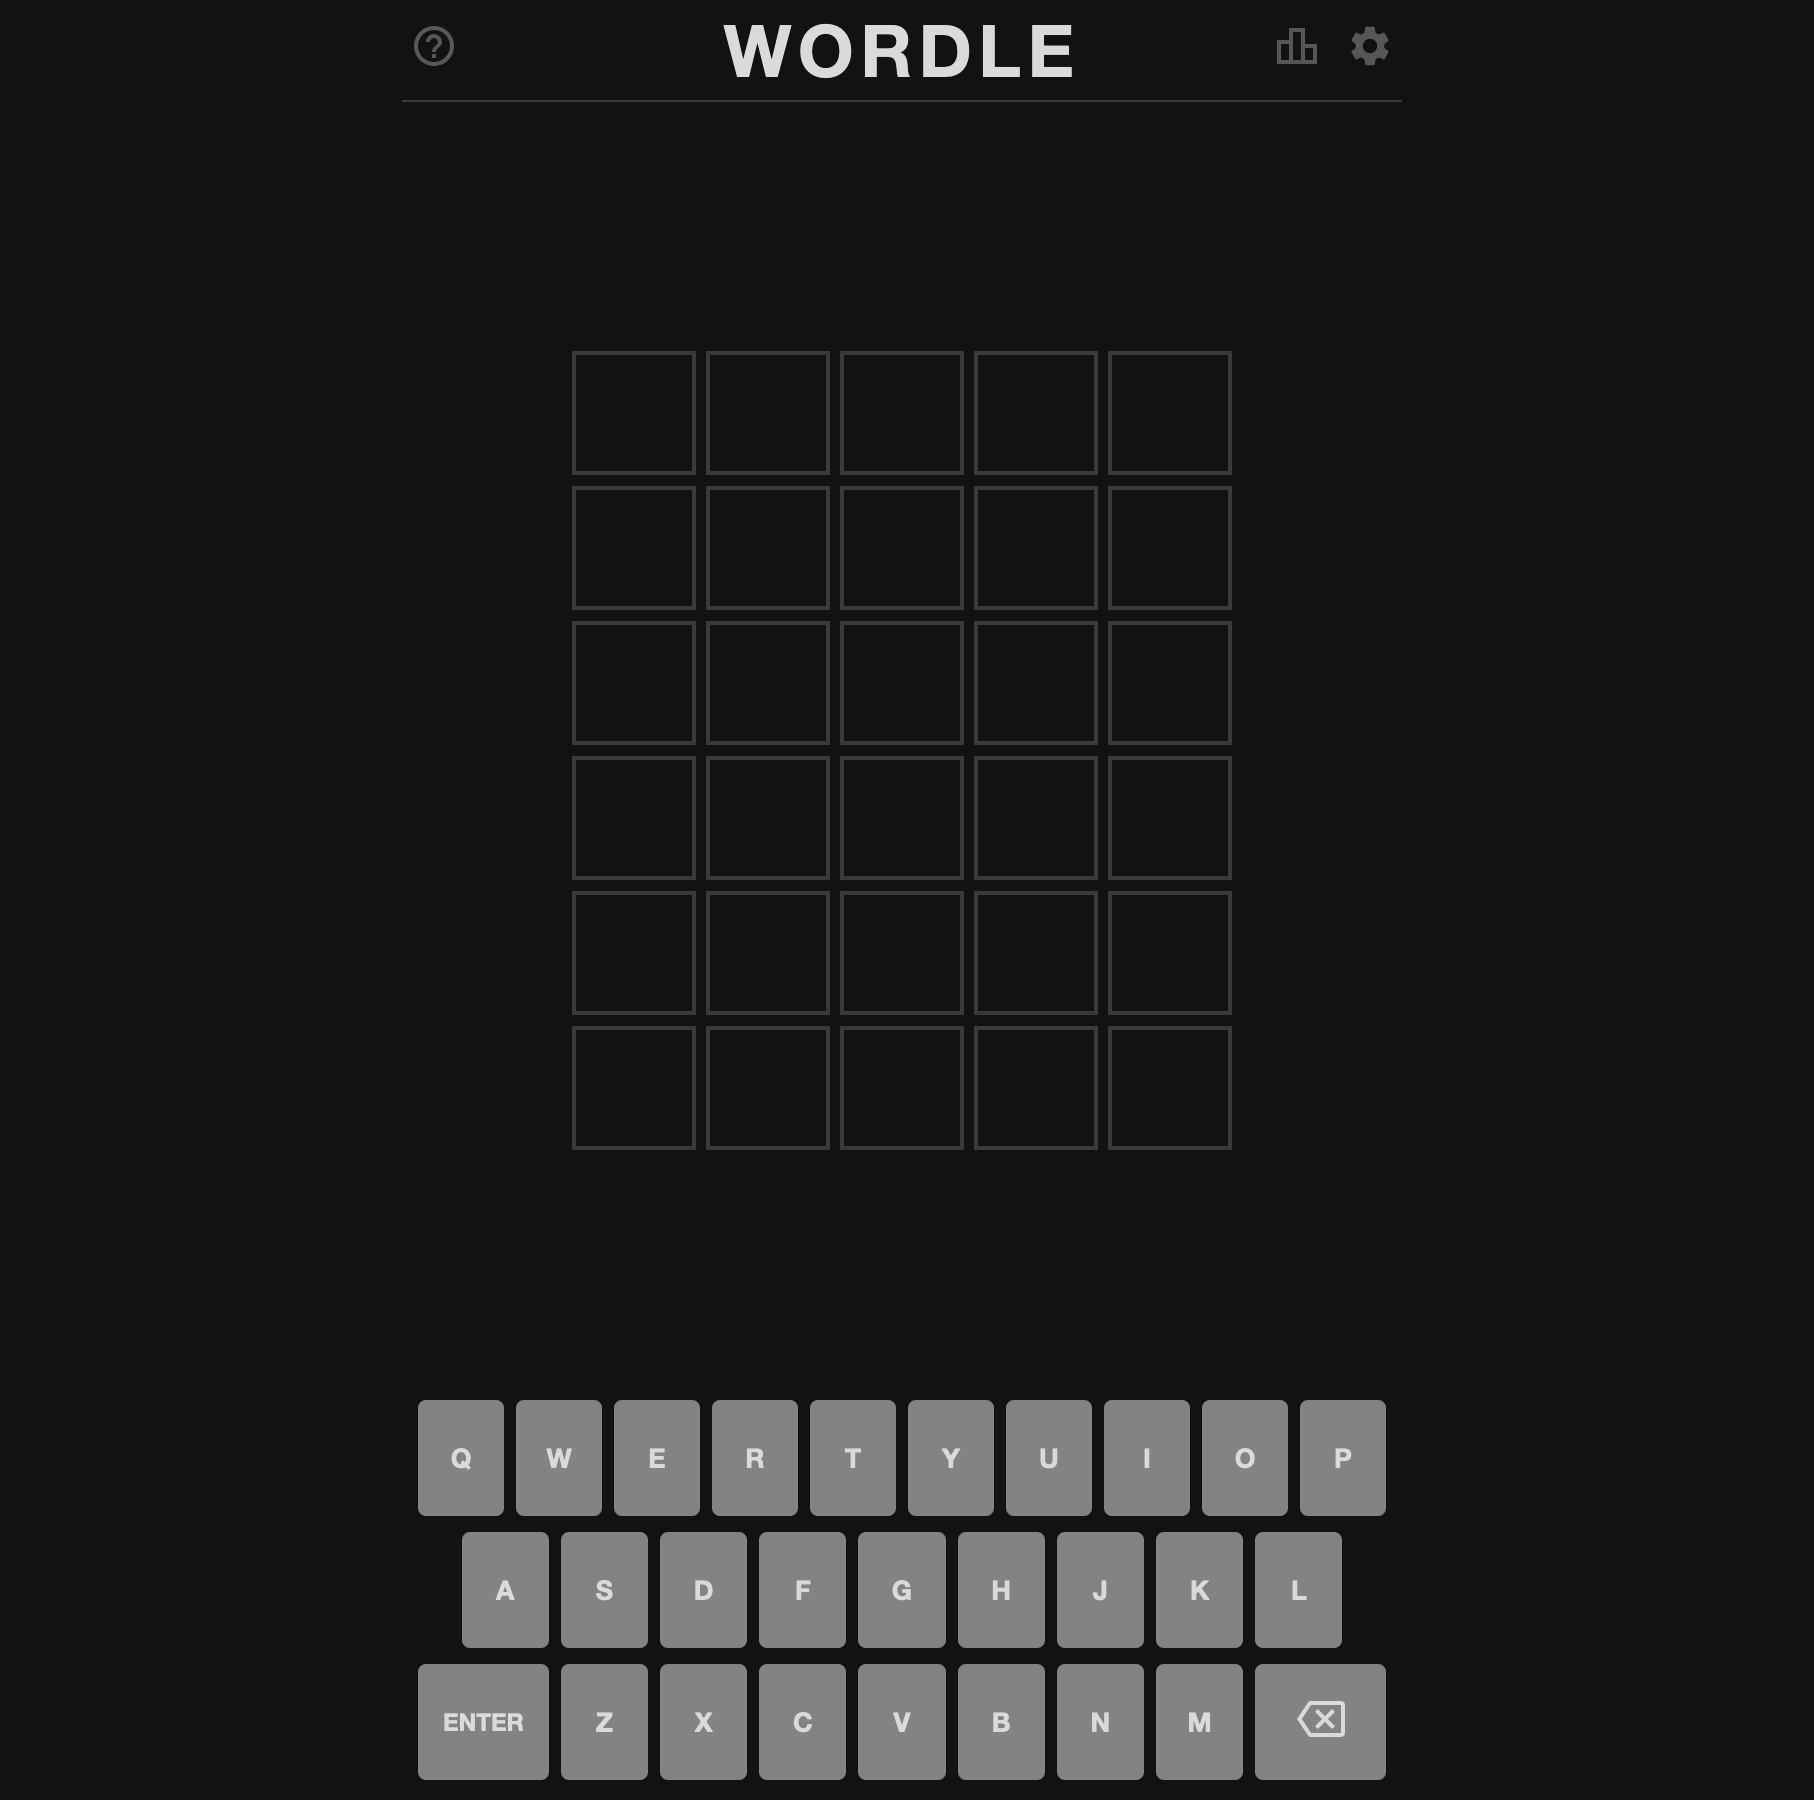 ?
WORDLE
Q W E R T Y U I O P
A S D F G H J K L
ENTER Z X C V B N M